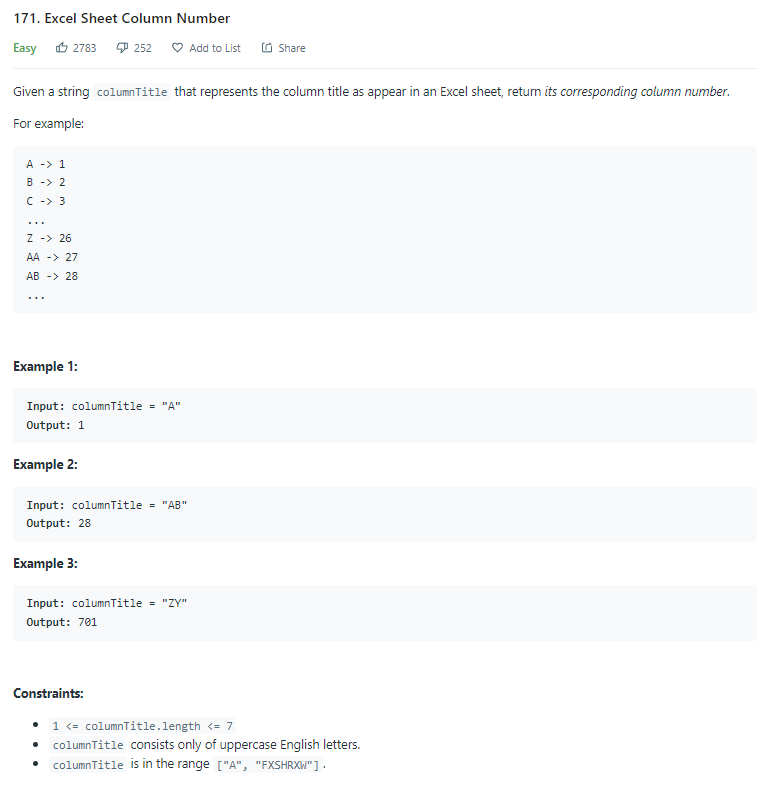 171. Excel Sheet Column Number
Easy 2783 252 Add to List Share
Given a string columnTitle that represents the column title as appear in an Excel sheet, return its corresponding column number.
For example:
A -> 1
B -> 2
C -> 3
...
Z -> 26
AA -> 27
AB -> 28
...
Example 1:
Input: columnTitle = "A"
Output: 1
Example 2:
Input: columnTitle = "AB"
Output: 28
Example 3:
Input: columnTitle = "ZY"
Output: 701
Constraints:
• 1 <= columnTitle.length <= 7
• columnTitle consists only of uppercase English letters.
• columnTitle is in the range ["A", "FXSHRXW"].